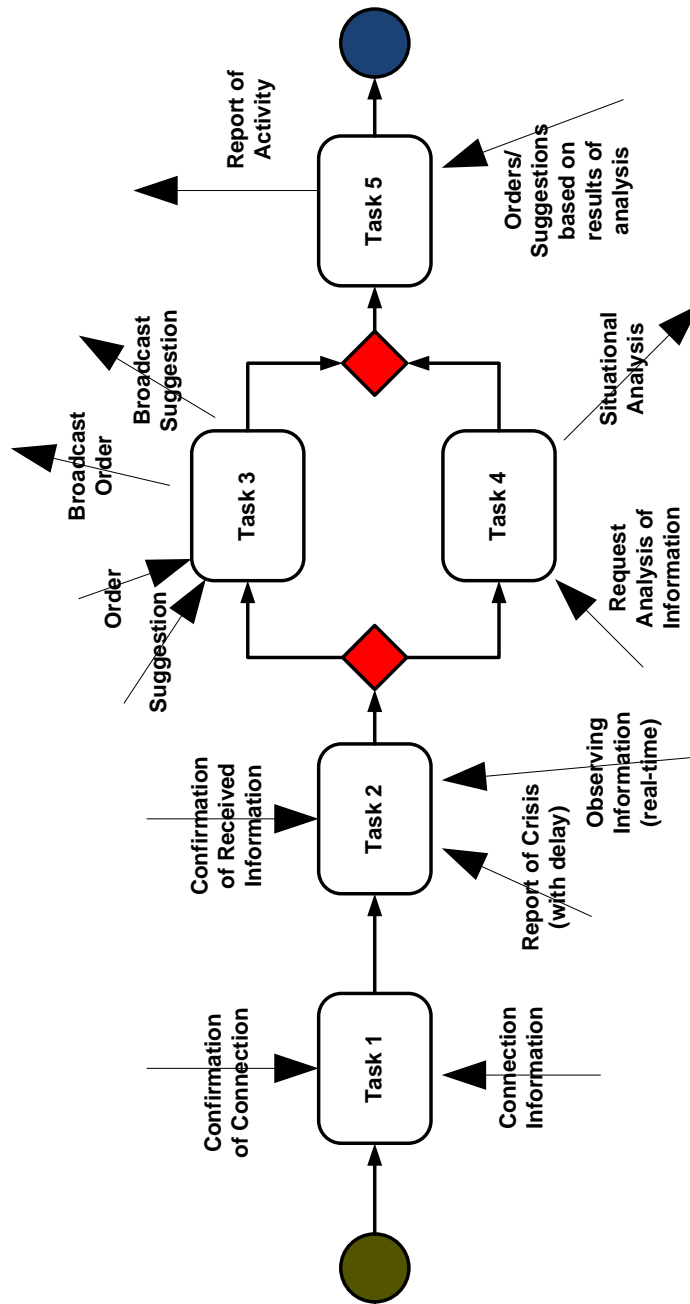 Confirmation
of Connection
Task 1
Connection
Information
Confirmation
of Received
Information
Task 2
Report of Crisis
(with delay)
Observing
Information
(real-time)
Order
Suggestion
Broadcast
Order
Broadcast
Suggestion
Task 3
Task 4
Request
Analysis of
Information
Situational
Analysis
Report of
Activity
Task 5
Orders/
Suggestions
based on
results of
analysis